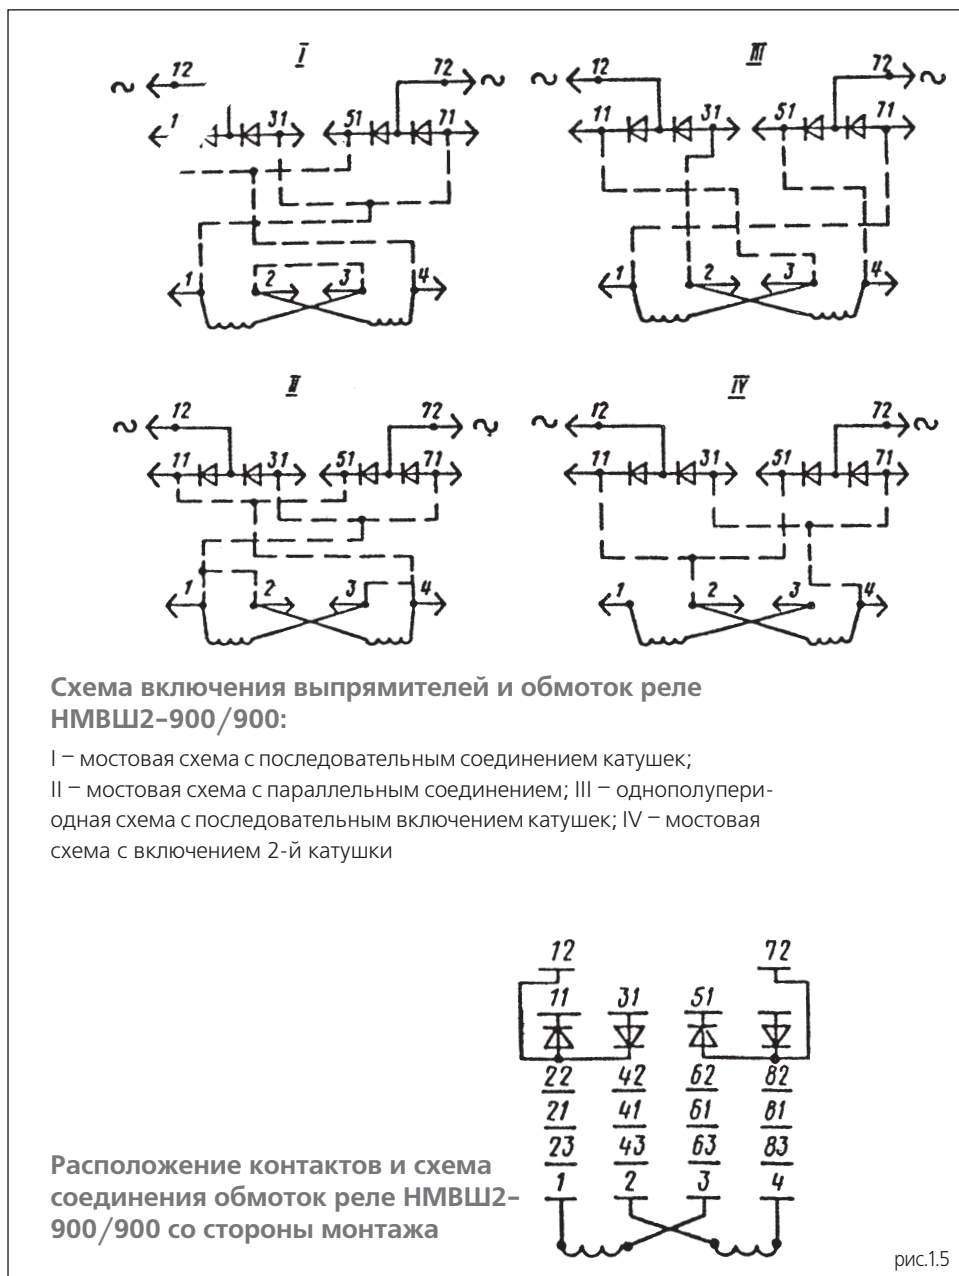 I III
12 72 12 72
~ ~ ~ ~
1 31 51 71 11 31 51 71
1 2 3 4 1 2 3 4
II IV
12 72 12 72
~ ~ ~ ~
11 31 51 71 11 31 51 71
1 2 3 4 1 2 3 4
Схема включения выпрямителей и обмоток реле
НМВШ2-900/900:
I – мостовая схема с последовательным соединением катушек;
II – мостовая схема с параллельным соединением; III – однополупери-
одная схема с последовательным включением катушек; IV – мостовая
схема с включением 2-й катушки
12 72
11 31 51
22 42 62 82
21 41 61 81
23 43 63 83
1 2 3 4
Расположение контактов и схема
соединения обмоток реле НМВШ2-
900/900 со стороны монтажа
рис.1.5